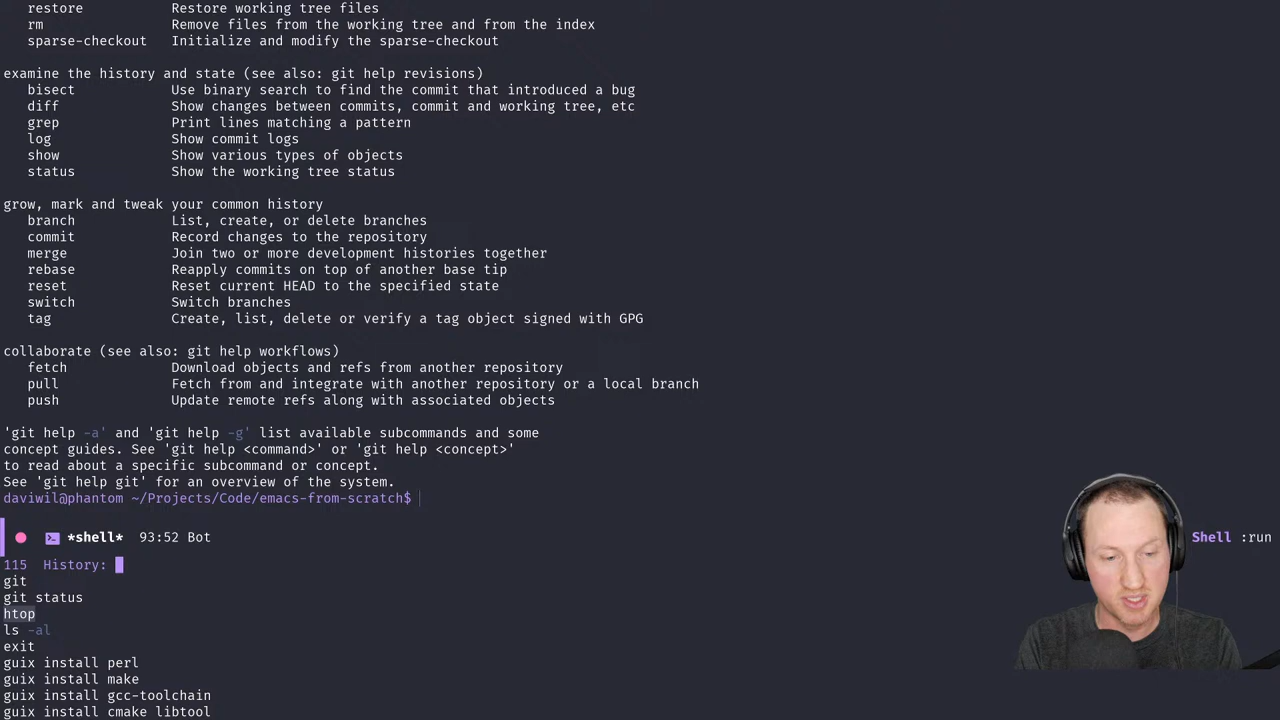 restore Restore working tree files
rm Remove files from the working tree and from the index
sparse-checkout Initialize and modify the sparse-checkout
examine the history and state (see also: git help revisions)
bisect Use binary search to find the commit that introduced a bug
diff Show changes between commits, commit and working tree, etc
grep Print lines matching a pattern
log Show commit logs
show Show various types of objects
status Show the working tree status
grow, mark and tweak your common history
branch List, create, or delete branches
commit Record changes to the repository
merge Join two or more development histories together
rebase Reapply commits on top of another base tip
reset Reset current HEAD to the specified state
switch Switch branches
tag Create, list, delete or verify a tag object signed with GPG
collaborate (see also: git help workflows)
fetch Download objects and refs from another repository
pull Fetch from and integrate with another repository or a local branch
push Update remote refs along with associated objects
'git help -a' and 'git help -g' list available subcommands and some
concept guides. See 'git help <command>' or 'git help <concept>'
to read about a specific subcommand or concept.
See 'git help git' for an overview of the system.
daviwil@phantom ~/Projects/Code/emacs-from-scratch$
*shell* 93:52 Bot Shell :run
115 History:
git
git status
htop
ls -al
exit
guix install perl
guix install make
guix install gcc-toolchain
guix install cmake libtool